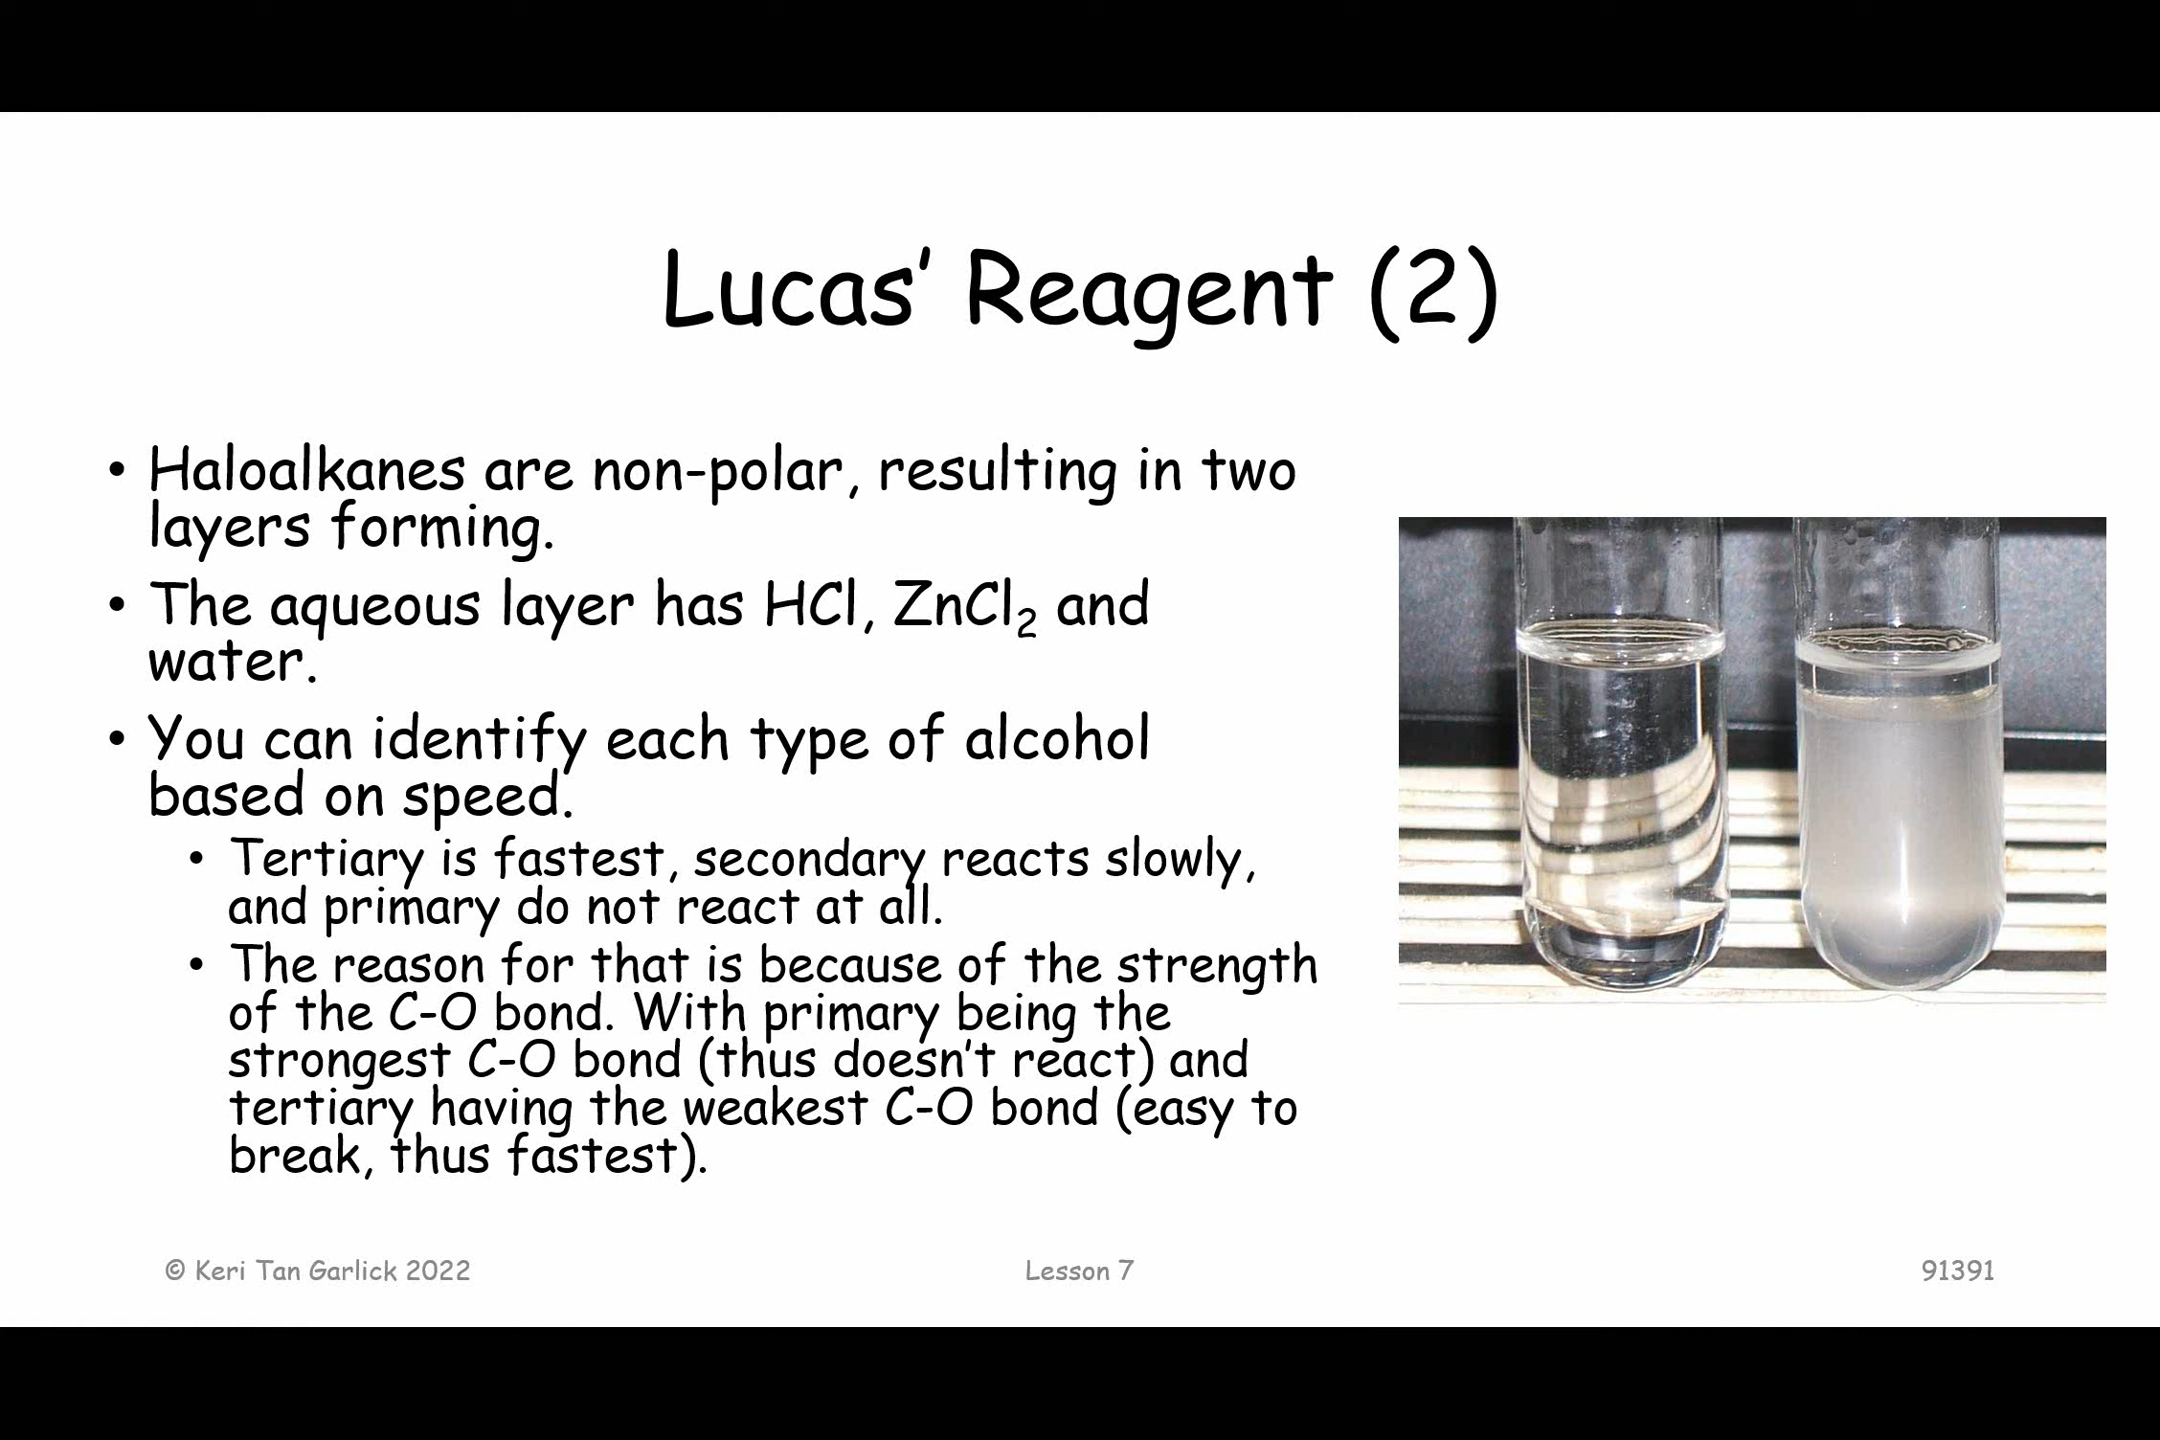 Lucas’ Reagent (2)
• Haloalkanes are non-polar, resulting in two
layers forming.
• The aqueous layer has HCl, ZnCl₂ and
water.
• You can identify each type of alcohol
based on speed.
• Tertiary is fastest, secondary reacts slowly,
and primary do not react at all.
• The reason for that is because of the strength
of the C-O bond. With primary being the
strongest C-O bond (thus doesn’t react) and
tertiary having the weakest C-O bond (easy to
break, thus fastest).
© Keri Tan Garlick 2022
Lesson 7
91391